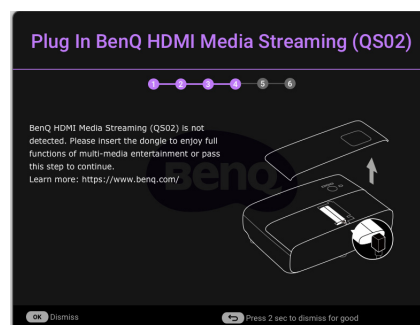 Plug In BenQ HDMI Media Streaming (QS02)
1 2 3 4 5 6
BenQ HDMI Media Streaming (QS02) is not
detected. Please insert the dongle to enjoy full
functions of multi-media entertainment or pass
this step to continue.
Learn more: https://www.benq.com/
BenQ
OK Dismiss
Press 2 sec to dismiss for good